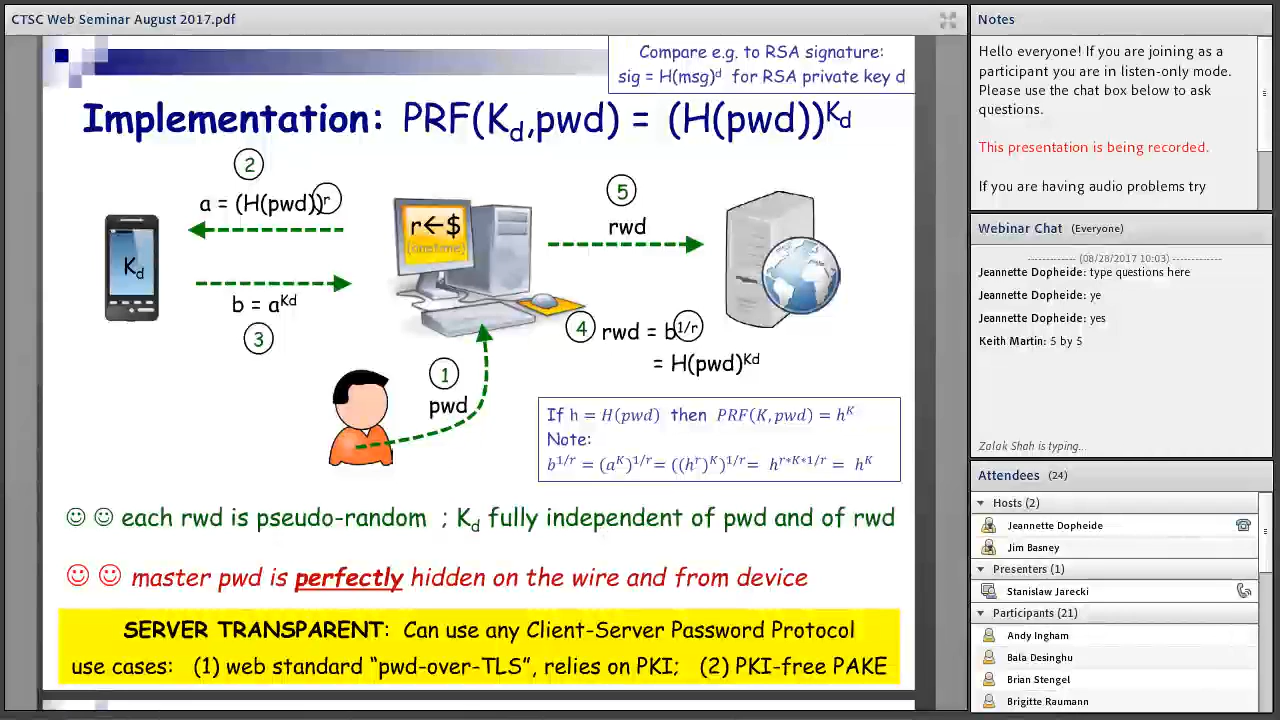 CTSC Web Seminar August 2017.pdf
Compare e.g. to RSA signature:
sig = H(msg)ᵈ for RSA private key d
Implementation: PRF(K_d,pwd) = (H(pwd))^K_d
2
a = (H(pwd))^r
K_d
b = a^Kd
3
r←$
(onetime)
5
rwd
4 rwd = b^1/r
= H(pwd)^Kd
1
pwd
If h = H(pwd) then PRF(K, pwd) = h^K
Note:
b^1/r = (a^K)^1/r = ((h^r)^K)^1/r = h^r*K*1/r = h^K
☺ ☺ each rwd is pseudo-random ; K_d fully independent of pwd and of rwd
☺ ☺ master pwd is perfectly hidden on the wire and from device
SERVER TRANSPARENT: Can use any Client-Server Password Protocol
use cases: (1) web standard “pwd-over-TLS”, relies on PKI; (2) PKI-free PAKE
Notes
Hello everyone! If you are joining as a
participant you are in listen-only mode.
Please use the chat box below to ask
questions.
This presentation is being recorded.
If you are having audio problems try
Webinar Chat (Everyone)
------------- (08/28/2017 10:03) -------------
Jeannette Dopheide: type questions here
Jeannette Dopheide: ye
Jeannette Dopheide: yes
Keith Martin: 5 by 5
Zalak Shah is typing...
Attendees (24)
Hosts (2)
Jeannette Dopheide
Jim Basney
Presenters (1)
Stanislaw Jarecki
Participants (21)
Andy Ingham
Bala Desinghu
Brian Stengel
Brigitte Raumann